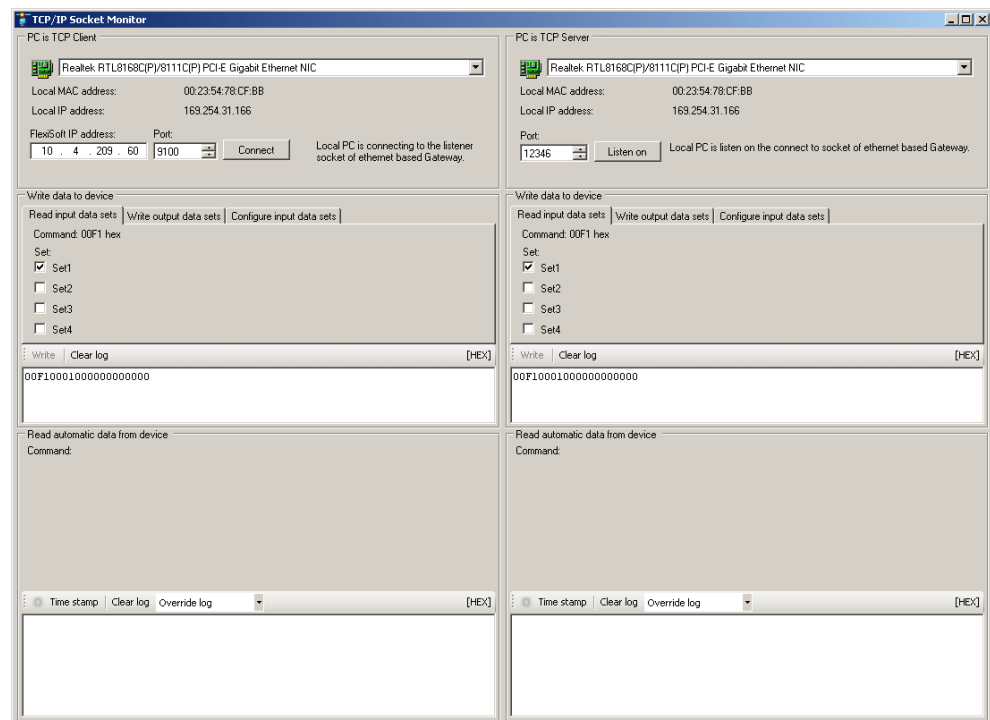 TCP/IP Socket Monitor
PC is TCP Client
Realtek RTL8168C(P)/8111C(P) PCI-E Gigabit Ethernet NIC
Local MAC address: 00:23:54:78:CF:BB
Local IP address: 169.254.31.166
FlexiSoft IP address: Port:
10 . 4 . 209 . 60 9100 Connect
Local PC is connecting to the listener
socket of ethernet based Gateway.
Write data to device
Read input data sets Write output data sets Configure input data sets
Command: 00F1 hex
Set:
Set1
Set2
Set3
Set4
Write Clear log [HEX]
00F10001000000000000
Read automatic data from device
Command:
Time stamp Clear log Override log [HEX]
PC is TCP Server
Realtek RTL8168C(P)/8111C(P) PCI-E Gigabit Ethernet NIC
Local MAC address: 00:23:54:78:CF:BB
Local IP address: 169.254.31.166
Port:
12346 Listen on Local PC is listen on the connect to socket of ethernet based Gateway.
Write data to device
Read input data sets Write output data sets Configure input data sets
Command: 00F1 hex
Set:
Set1
Set2
Set3
Set4
Write Clear log [HEX]
00F10001000000000000
Read automatic data from device
Command:
Time stamp Clear log Override log [HEX]